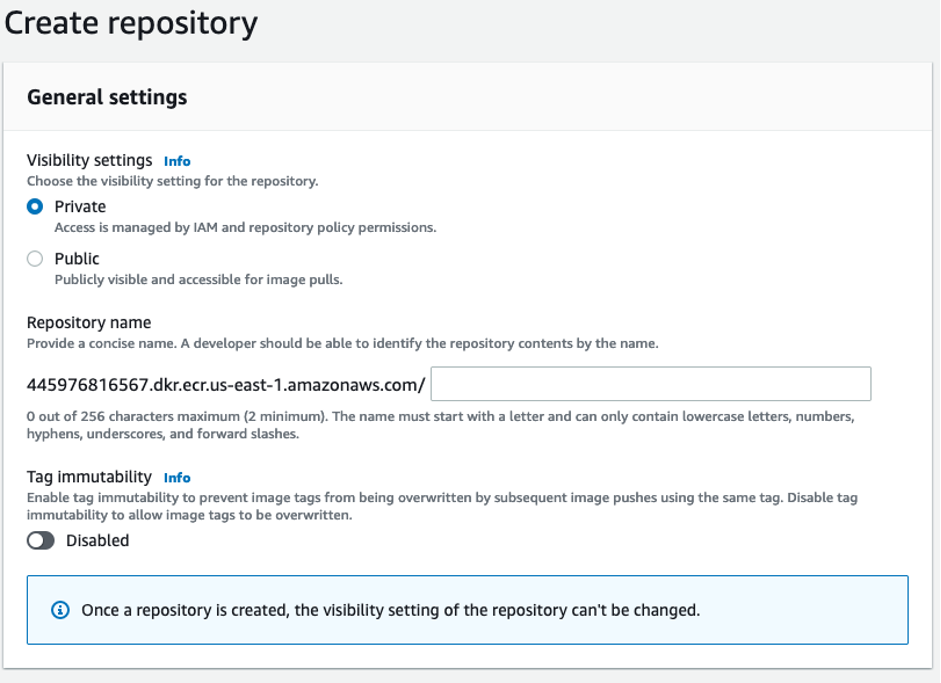 Create repository
General settings
Visibility settings Info
Choose the visibility setting for the repository.
Private
Access is managed by IAM and repository policy permissions.
Public
Publicly visible and accessible for image pulls.
Repository name
Provide a concise name. A developer should be able to identify the repository contents by the name.
445976816567.dkr.ecr.us-east-1.amazonaws.com/
0 out of 256 characters maximum (2 minimum). The name must start with a letter and can only contain lowercase letters, numbers,
hyphens, underscores, and forward slashes.
Tag immutability Info
Enable tag immutability to prevent image tags from being overwritten by subsequent image pushes using the same tag. Disable tag
immutability to allow image tags to be overwritten.
Disabled
Once a repository is created, the visibility setting of the repository can't be changed.